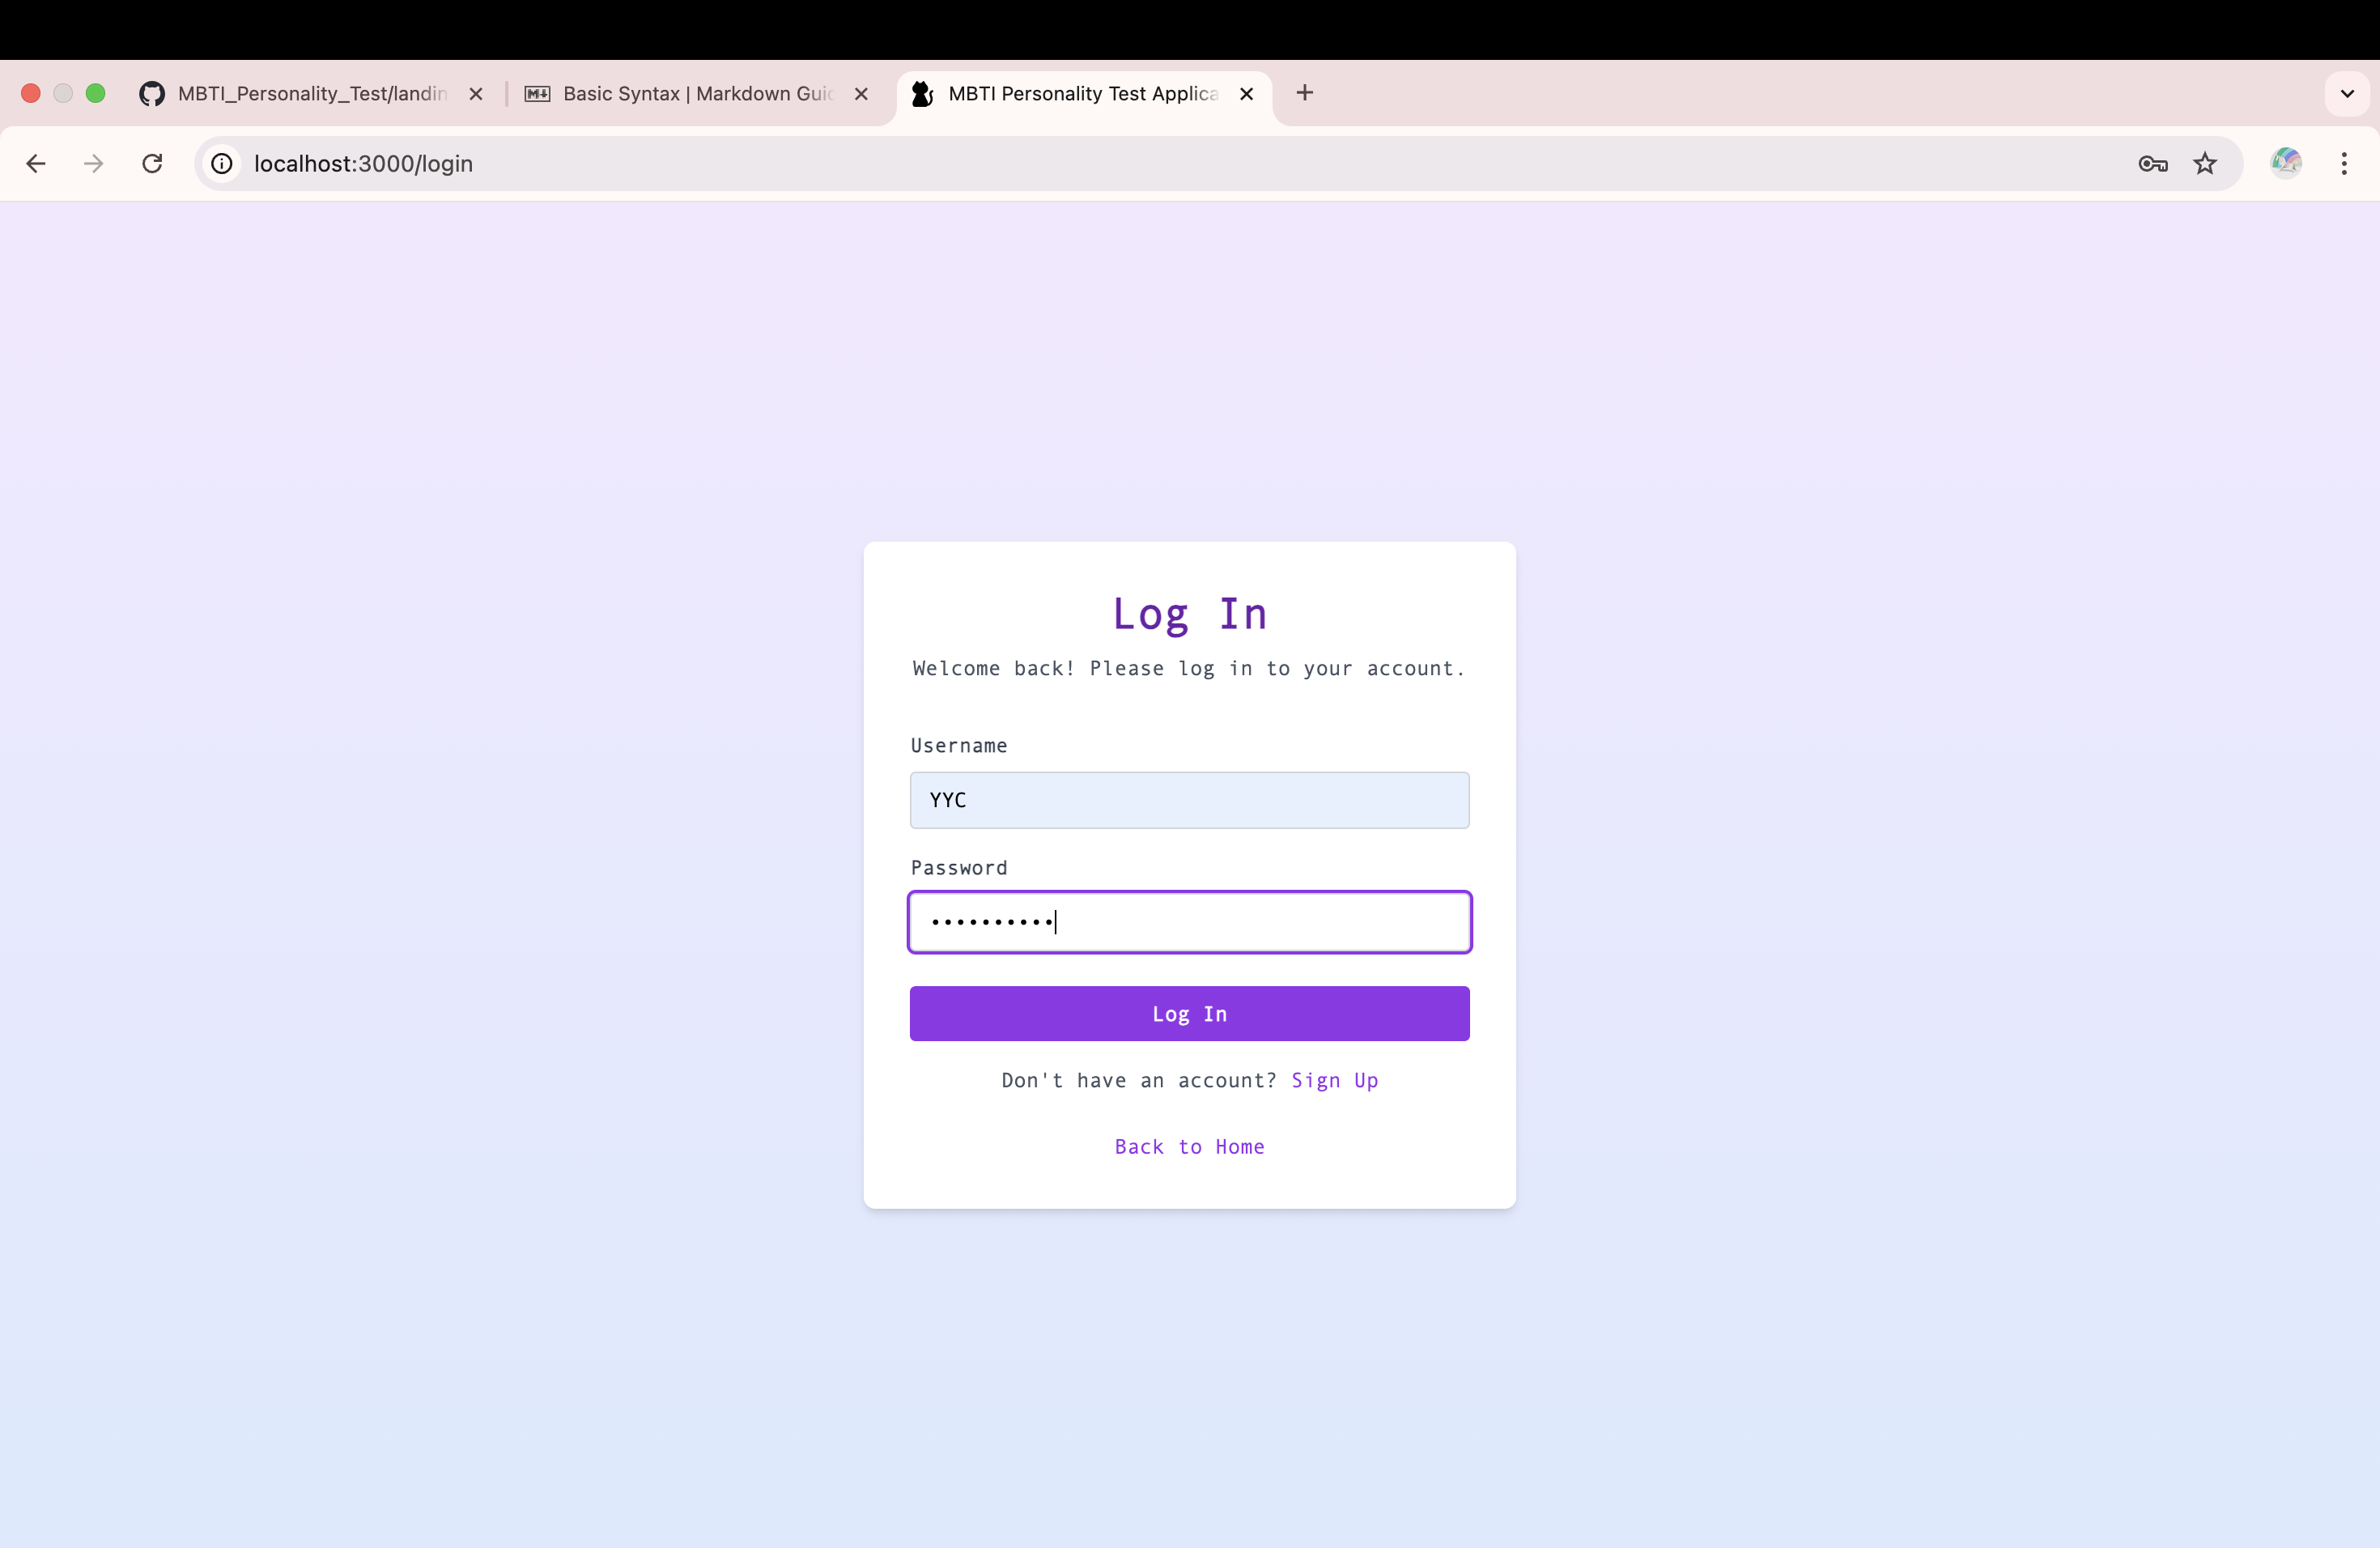 MBTI_Personality_Test/landin
Basic Syntax | Markdown Gui
MBTI Personality Test Applica
localhost:3000/login
Log In
Welcome back! Please log in to your account.
Username
YYC
Password
••••••••••
Log In
Don't have an account? Sign Up
Back to Home